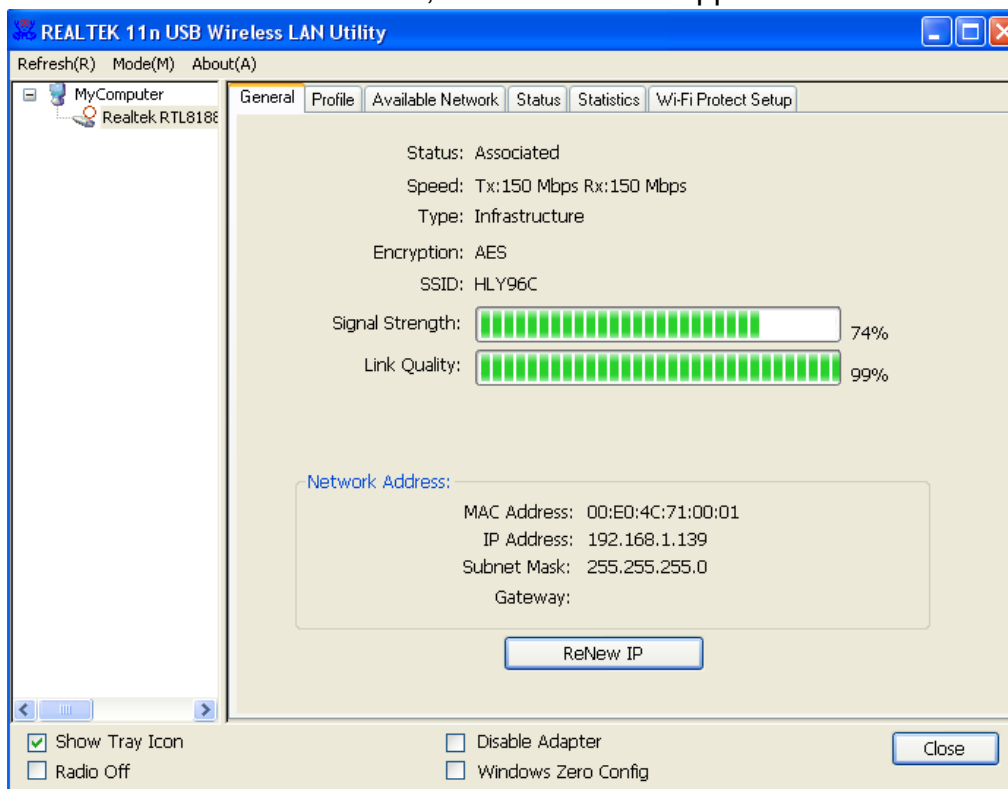 REALTEK 11n USB Wireless LAN Utility
Refresh(R) Mode(M) About(A)
MyComputer
Realtek RTL8188
General Profile Available Network Status Statistics Wi-Fi Protect Setup
Status: Associated
Speed: Tx:150 Mbps Rx:150 Mbps
Type: Infrastructure
Encryption: AES
SSID: HLY96C
Signal Strength: 74%
Link Quality: 99%
Network Address:
MAC Address: 00:E0:4C:71:00:01
IP Address: 192.168.1.139
Subnet Mask: 255.255.255.0
Gateway:
ReNew IP
Show Tray Icon Disable Adapter Close
Radio Off Windows Zero Config